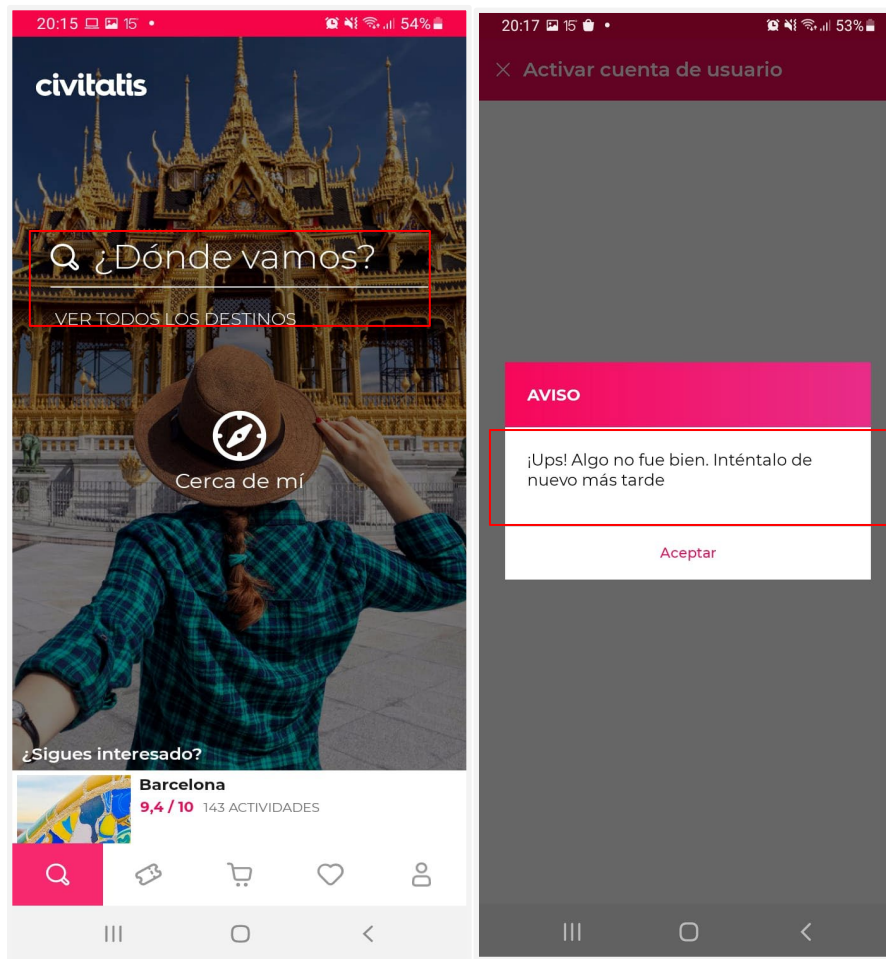 20:15 15° 54%
civitatis
¿Dónde vamos?
VER TODOS LOS DESTINOS
Cerca de mí
¿Sigues interesado?
Barcelona
9,4 / 10 143 ACTIVIDADES
20:17 15° 53%
Activar cuenta de usuario
AVISO
¡Ups! Algo no fue bien. Inténtalo de
nuevo más tarde
Aceptar